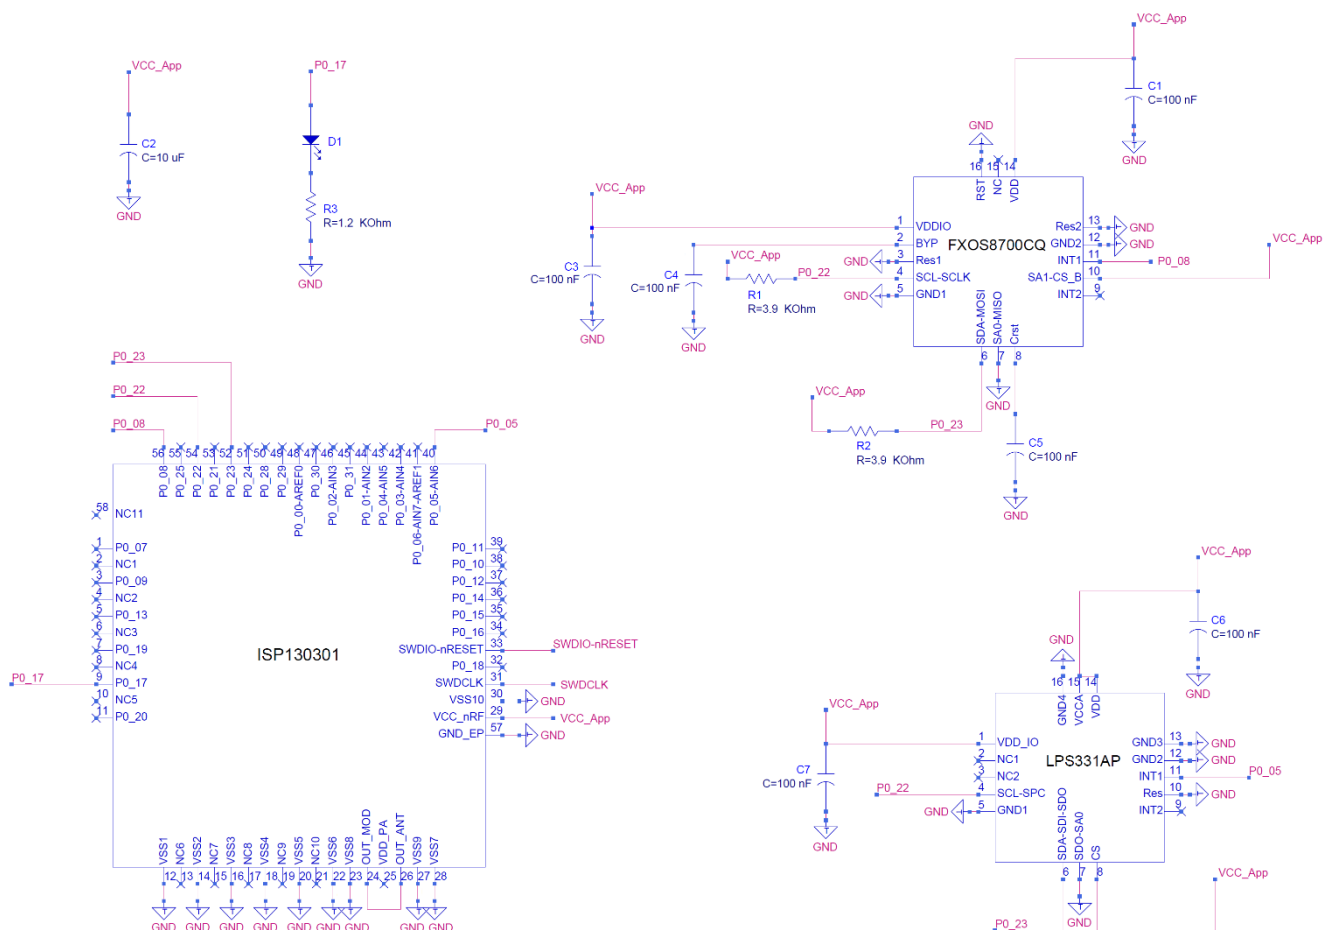 VCC_App
C2
C=10 uF
GND
P0_17
D1
R3
R=1.2 KOhm
GND
VCC_App
C1
C=100 nF
GND
GND
16 15 14
RST
NC
VDD
VCC_App
C3
C=100 nF
GND
C4
C=100 nF
GND
VCC_App
R1
R=3.9 KOhm
P0_22
GND
GND
FXOS8700CQ
1 VDDIO
2 BYP
3 Res1
4 SCL-SCLK
5 GND1
Res2 13 GND
GND2 12 GND
INT1 11 P0_08
SA1-CS_B 10
INT2 9
VCC_App
SDA-MOSI
SA0-MISO
Crst
6 7 8
GND
VCC_App
R2
R=3.9 KOhm
P0_23
C5
C=100 nF
GND
P0_23
P0_22
P0_08
P0_05
56 55 54 53 52 51 50 49 48 47 46 45 44 43 42 41 40
P0_08
P0_25
P0_22
P0_21
P0_23
P0_24
P0_28
P0_29
P0_00-AREF0
P0_30
P0_02-AIN3
P0_31
P0_01-AIN2
P0_04-AIN5
P0_03-AIN4
P0_06-AIN7-AREF1
P0_05-AIN6
58 NC11
1 P0_07
2 NC1
3 P0_09
4 NC2
5 P0_13
6 NC3
7 P0_19
8 NC4
P0_17 9 P0_17
10 NC5
11 P0_20
ISP130301
P0_11 39
P0_10 38
P0_12 37
P0_14 36
P0_15 35
P0_16 34
SWDIO-nRESET 33 SWDIO-nRESET
P0_18 32
SWDCLK 31 SWDCLK
VSS10 30 GND
VCC_nRF 29 VCC_App
GND_EP 57 GND
VSS1
NC6
VSS2
NC7
VSS3
NC8
VSS4
NC9
VSS5
NC10
VSS6
VSS8
OUT_MOD
VDD_PA
OUT_ANT
VSS9
VSS7
12 13 14 15 16 17 18 19 20 21 22 23 24 25 26 27 28
GND GND GND GND GND GND GND GND GND
VCC_App
C6
C=100 nF
GND
GND
16 15 14
GND4
VCCA
VDD
VCC_App
C7
C=100 nF
GND
P0_22
GND
LPS331AP
1 VDD_IO
2 NC1
3 NC2
4 SCL-SPC
5 GND1
GND3 13 GND
GND2 12 GND
INT1 11 P0_05
Res 10 GND
INT2 9
SDA-SDI-SDO
SDO-SA0
CS
6 7 8
GND
P0_23
VCC_App